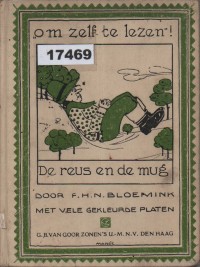 „om zelf te lezen"!
17469
De reus en de mug
DOOR F.H.N. BLOEMINK
MET VELE GEKLEURDE PLATEN
G.B. VAN GOOR ZONEN'S U.-M. N.V. DEN HAAG